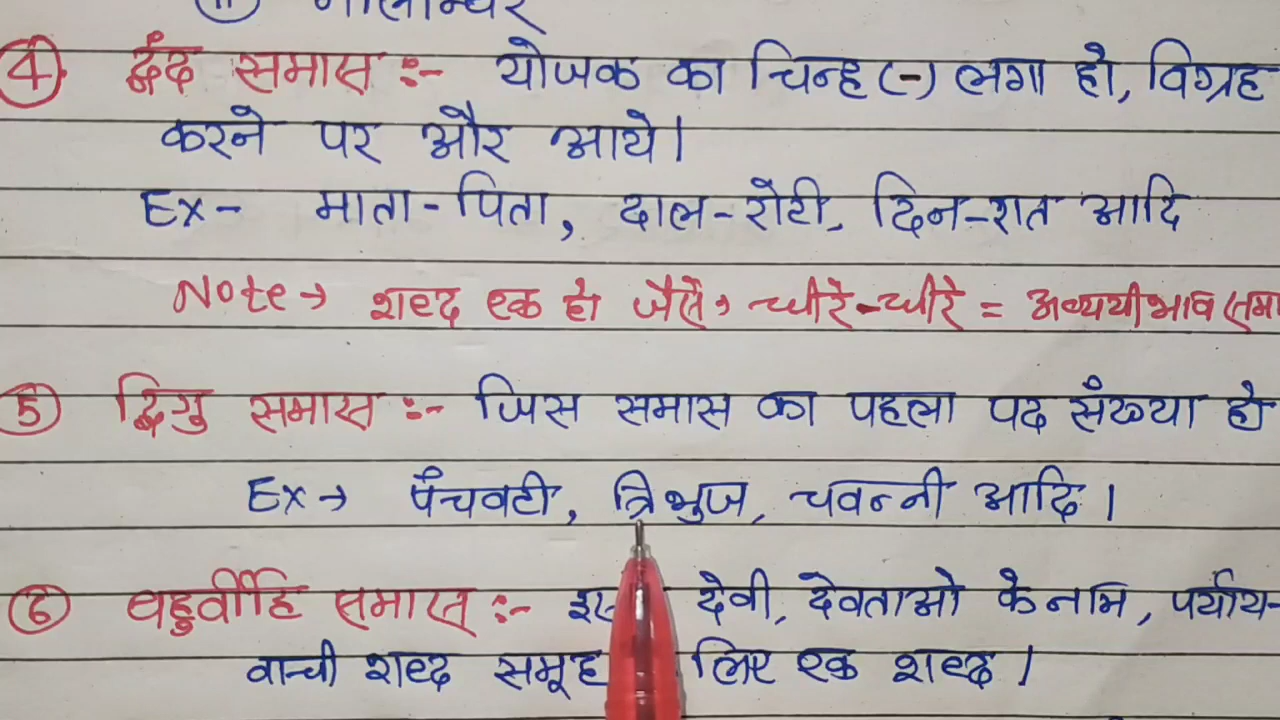 ④ द्वंद समास :- योजक का चिन्ह (-) लगा हो, विग्रह
करने पर और आये।
Ex- माता-पिता, दाल-रोटी, दिन-रात आदि
Note → शब्द एक हो जैसे, धीरे-धीरे = अव्ययीभाव समा
⑤ द्विगु समास :- जिस समास का पहला पद संख्या हो
Ex→ पंचवटी, त्रिभुज, चवन्नी आदि।
⑥ बहुर्वीहि समास :- देवी, देवताओ के नाम, पर्याय-
वाची शब्द समूह लिए एक शब्द।